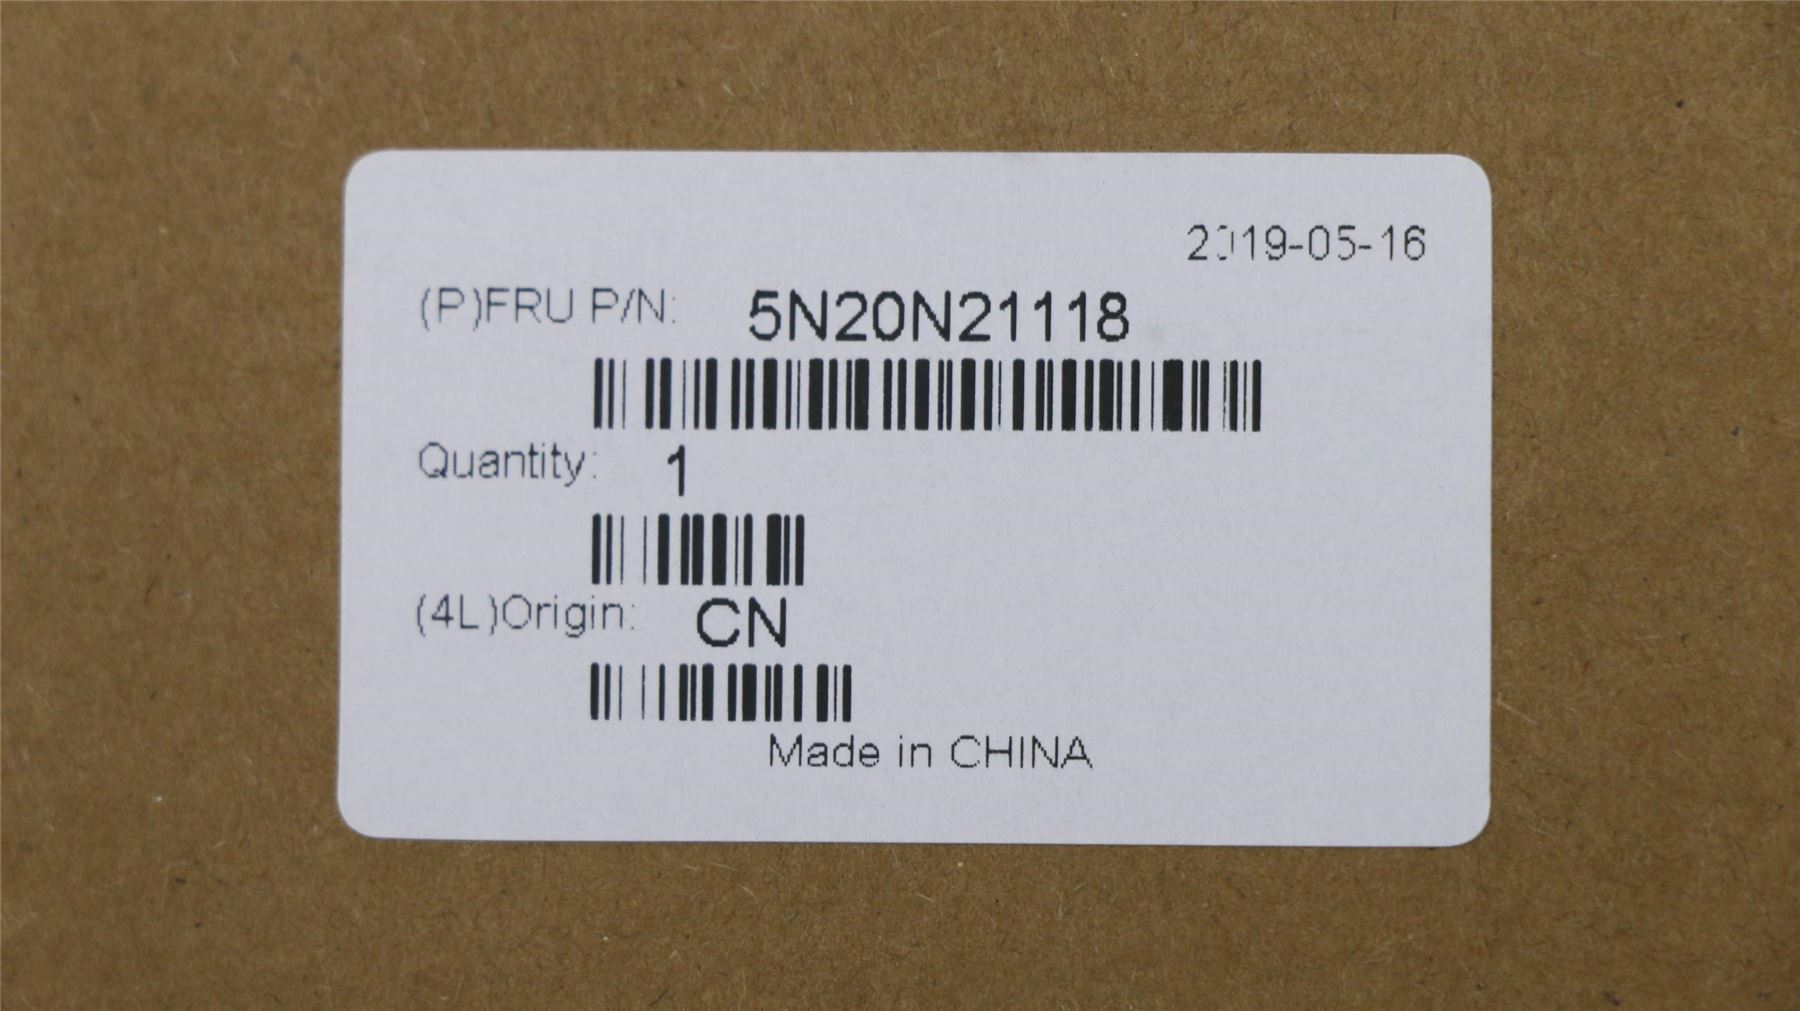 2019-05-16
(P)FRU P/N: 5N20N21118
Quantity: 1
(4L)Origin: CN
Made in CHINA